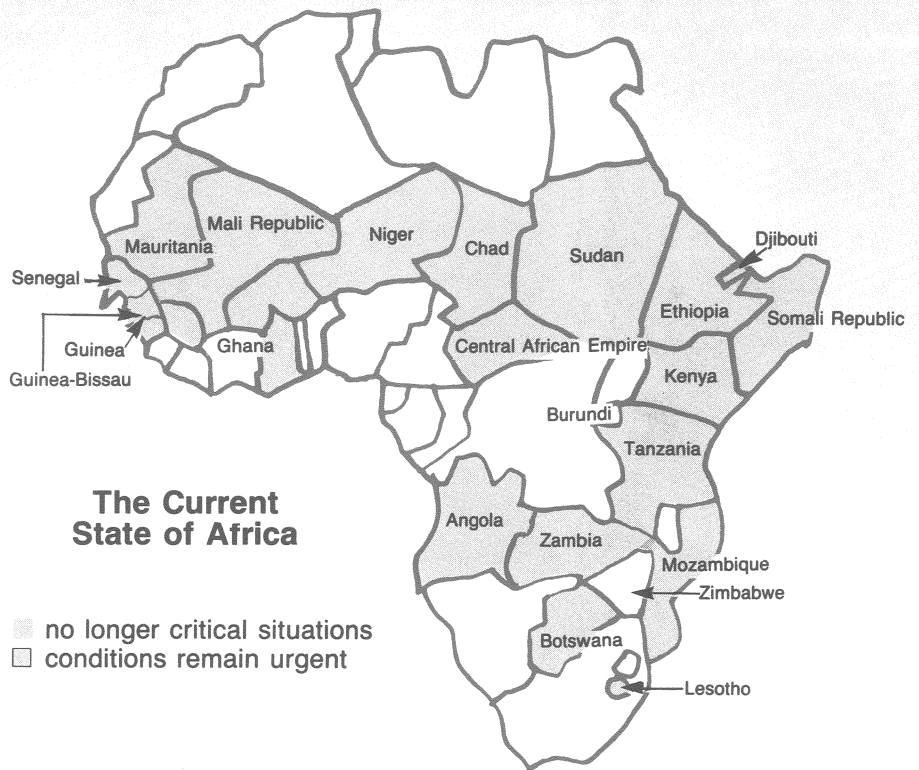 Mali Republic
Niger
Mauritania
Chad
Sudan
Djibouti
Senegal
Ethiopia
Somali Republic
Guinea
Ghana
Central African Empire
Guinea-Bissau
Kenya
Burundi
Tanzania
The Current
State of Africa
Angola
Zambia
Mozambique
Zimbabwe
no longer critical situations
Botswana
conditions remain urgent
Lesotho